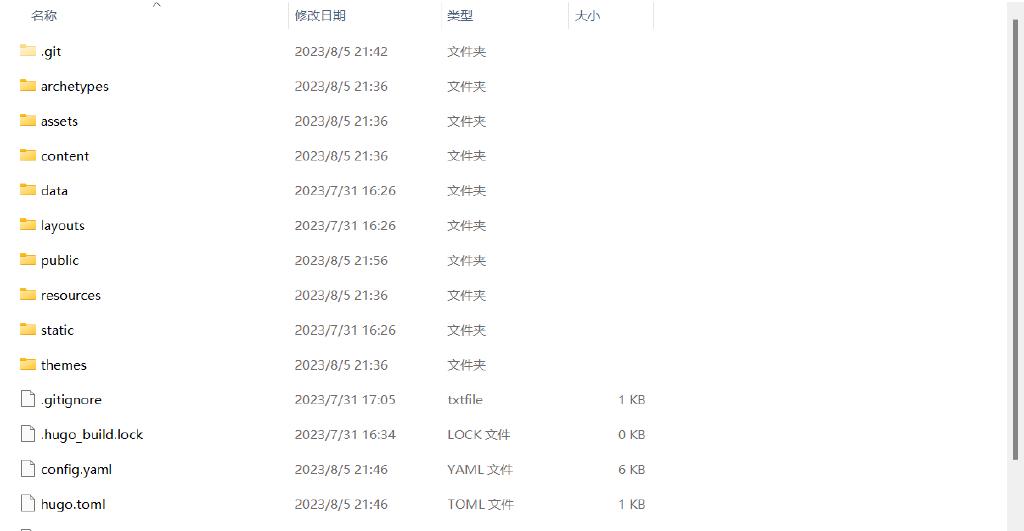 名称 修改日期 类型 大小
.git 2023/8/5 21:42 文件夹
archetypes 2023/8/5 21:36 文件夹
assets 2023/8/5 21:36 文件夹
content 2023/8/5 21:36 文件夹
data 2023/7/31 16:26 文件夹
layouts 2023/7/31 16:26 文件夹
public 2023/8/5 21:56 文件夹
resources 2023/8/5 21:36 文件夹
static 2023/7/31 16:26 文件夹
themes 2023/8/5 21:36 文件夹
.gitignore 2023/7/31 17:05 txtfile 1 KB
.hugo_build.lock 2023/7/31 16:34 LOCK 文件 0 KB
config.yaml 2023/8/5 21:46 YAML 文件 6 KB
hugo.toml 2023/8/5 21:46 TOML 文件 1 KB